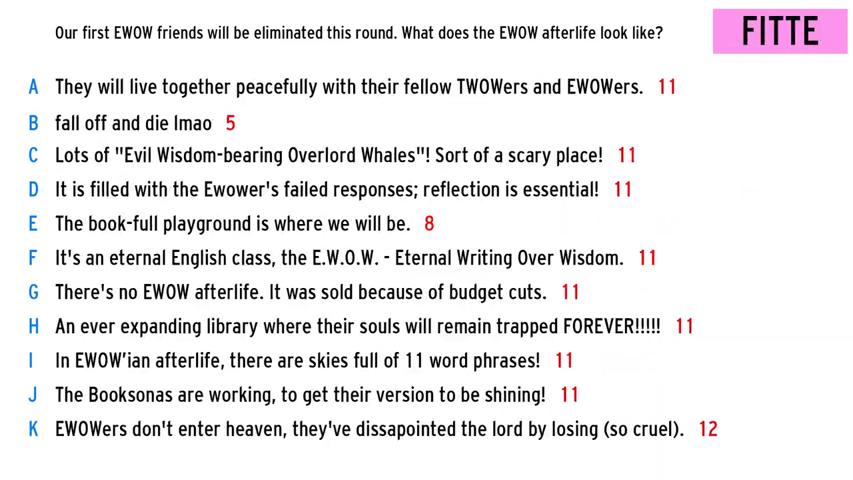 Our first EWOW friends will be eliminated this round. What does the EWOW afterlife look like?
FITTE
A They will live together peacefully with their fellow TWOWers and EWOWers. 11
B fall off and die lmao 5
C Lots of "Evil Wisdom-bearing Overlord Whales"! Sort of a scary place! 11
D It is filled with the Ewower's failed responses; reflection is essential! 11
E The book-full playground is where we will be. 8
F It's an eternal English class, the E.W.O.W. - Eternal Writing Over Wisdom. 11
G There's no EWOW afterlife. It was sold because of budget cuts. 11
H An ever expanding library where their souls will remain trapped FOREVER!!!!! 11
I In EWOW'ian afterlife, there are skies full of 11 word phrases! 11
J The Booksonas are working, to get their version to be shining! 11
K EWOWers don't enter heaven, they've dissapointed the lord by losing (so cruel). 12